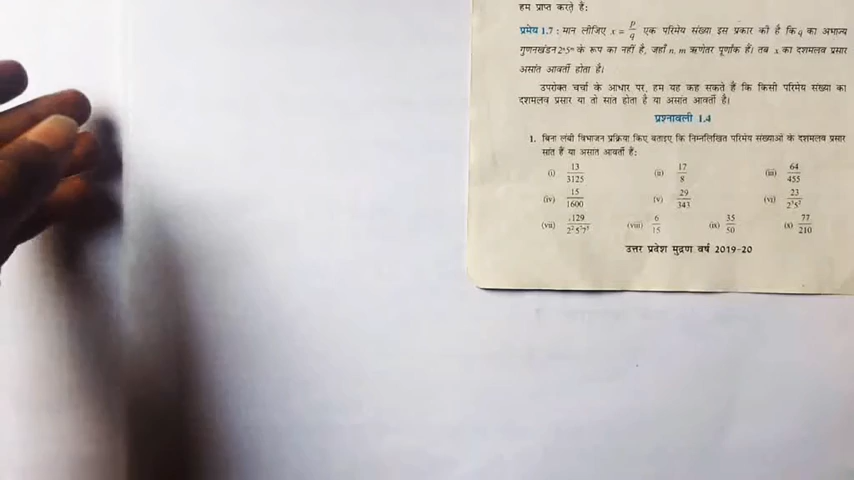 हम प्राप्त करते हैं:
प्रमेय 1.7 : मान लीजिए x = p/q एक परिमेय संख्या इस प्रकार की है कि q का अभाज्य
गुणनखंडन 2ⁿ5ᵐ के रूप का नहीं है, जहाँ n, m ऋणेतर पूर्णांक हैं। तब x का दशमलव प्रसार
असांत आवर्ती होता है।
उपरोक्त चर्चा के आधार पर, हम यह कह सकते हैं कि किसी परिमेय संख्या का
दशमलव प्रसार या तो सांत होता है या असांत आवर्ती है।
प्रश्नावली 1.4
1. बिना लंबी विभाजन प्रक्रिया किए बताइए कि निम्नलिखित परिमेय संख्याओं के दशमलव प्रसार
सांत हैं या असांत आवर्ती हैं:
(i) 13/3125 (ii) 17/8 (iii) 64/455
(iv) 15/1600 (v) 29/343 (vi) 23/2³5²
(vii) 129/2²5⁷7⁵ (viii) 6/15 (ix) 35/50 (x) 77/210
उत्तर प्रदेश मुद्रण वर्ष 2019-20